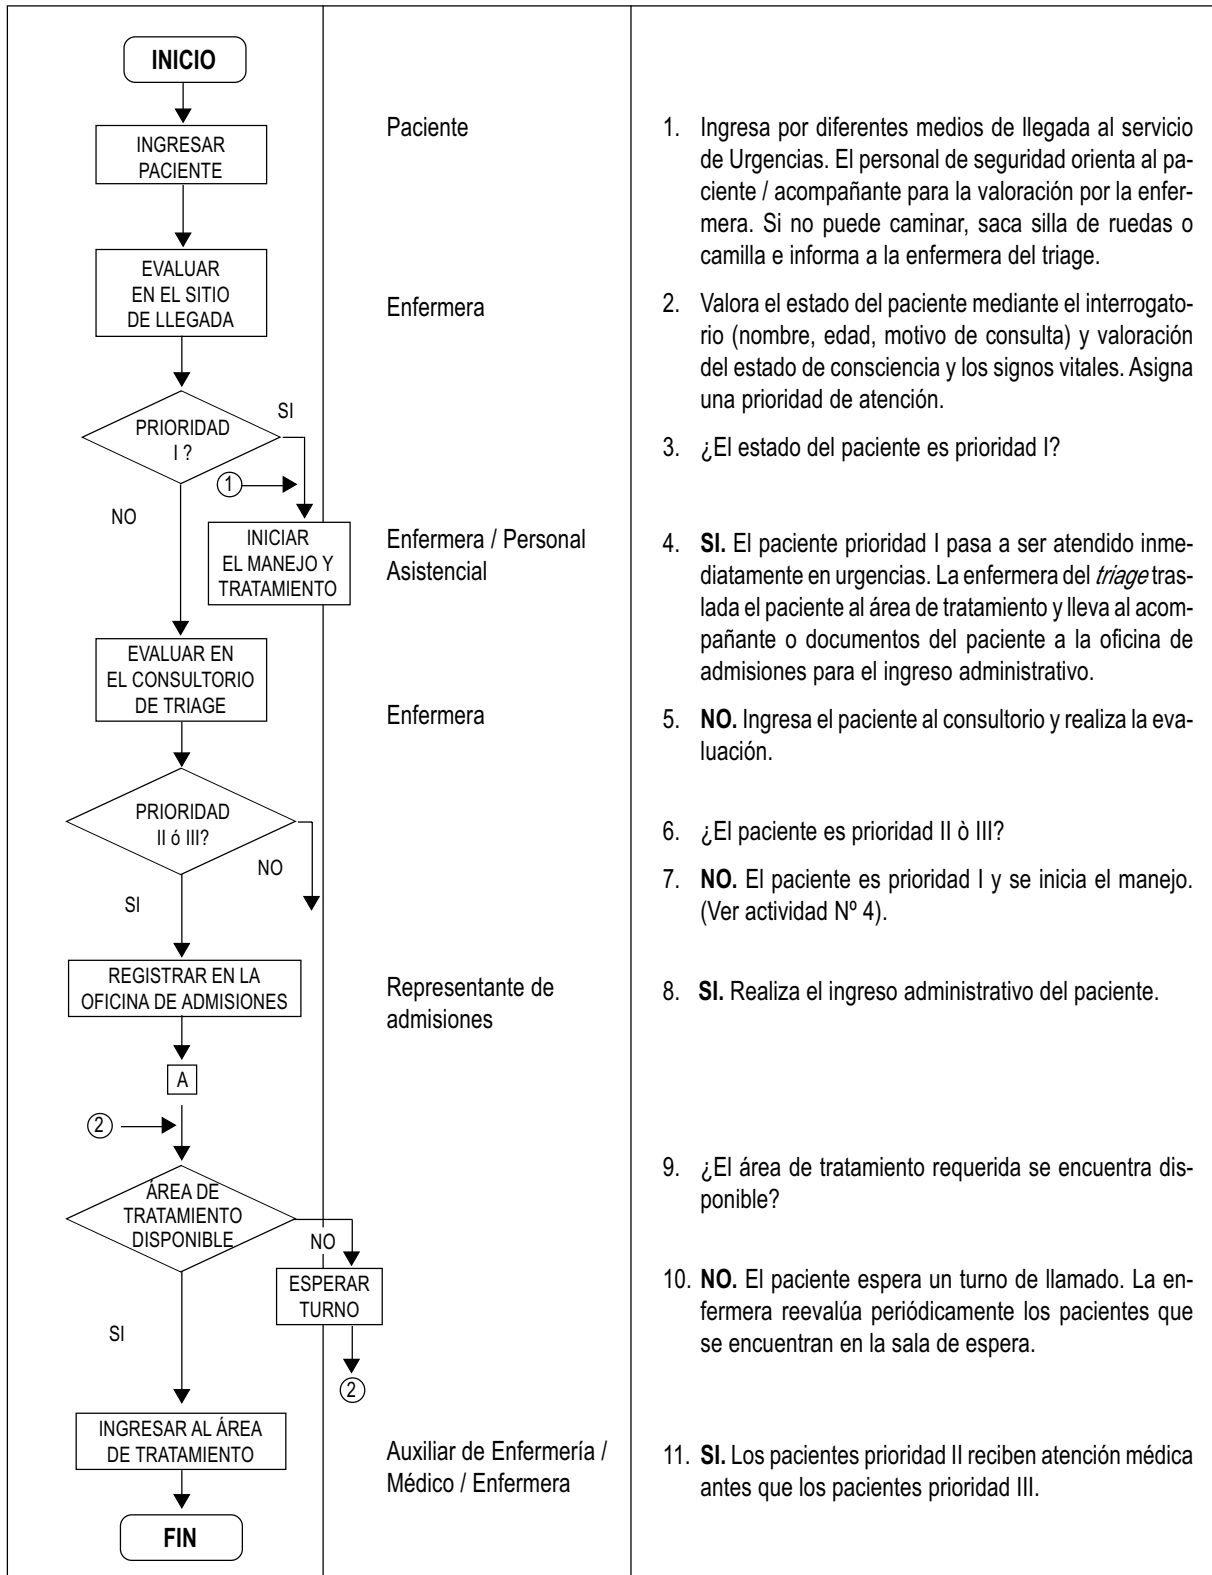 INICIO
INGRESAR
PACIENTE
EVALUAR
EN EL SITIO
DE LLEGADA
PRIORIDAD
I ?
SI
1
NO
INICIAR
EL MANEJO Y
TRATAMIENTO
EVALUAR EN
EL CONSULTORIO
DE TRIAGE
PRIORIDAD
II ó III?
NO
SI
REGISTRAR EN LA
OFICINA DE ADMISIONES
A
2
ÁREA DE
TRATAMIENTO
DISPONIBLE
NO
ESPERAR
TURNO
SI
2
INGRESAR AL ÁREA
DE TRATAMIENTO
FIN
Paciente
Enfermera
Enfermera / Personal
Asistencial
Enfermera
Representante de
admisiones
Auxiliar de Enfermería /
Médico / Enfermera
1. Ingresa por diferentes medios de llegada al servicio
de Urgencias. El personal de seguridad orienta al pa-
ciente / acompañante para la valoración por la enfer-
mera. Si no puede caminar, saca silla de ruedas o
camilla e informa a la enfermera del triage.
2. Valora el estado del paciente mediante el interrogato-
rio (nombre, edad, motivo de consulta) y valoración
del estado de consciencia y los signos vitales. Asigna
una prioridad de atención.
3. ¿El estado del paciente es prioridad I?
4. SI. El paciente prioridad I pasa a ser atendido inme-
diatamente en urgencias. La enfermera del triage tras-
lada el paciente al área de tratamiento y lleva al acom-
pañante o documentos del paciente a la oficina de
admisiones para el ingreso administrativo.
5. NO. Ingresa el paciente al consultorio y realiza la eva-
luación.
6. ¿El paciente es prioridad II ò III?
7. NO. El paciente es prioridad I y se inicia el manejo.
(Ver actividad Nº 4).
8. SI. Realiza el ingreso administrativo del paciente.
9. ¿El área de tratamiento requerida se encuentra dis-
ponible?
10. NO. El paciente espera un turno de llamado. La en-
fermera reevalúa periódicamente los pacientes que
se encuentran en la sala de espera.
11. SI. Los pacientes prioridad II reciben atención médica
antes que los pacientes prioridad III.